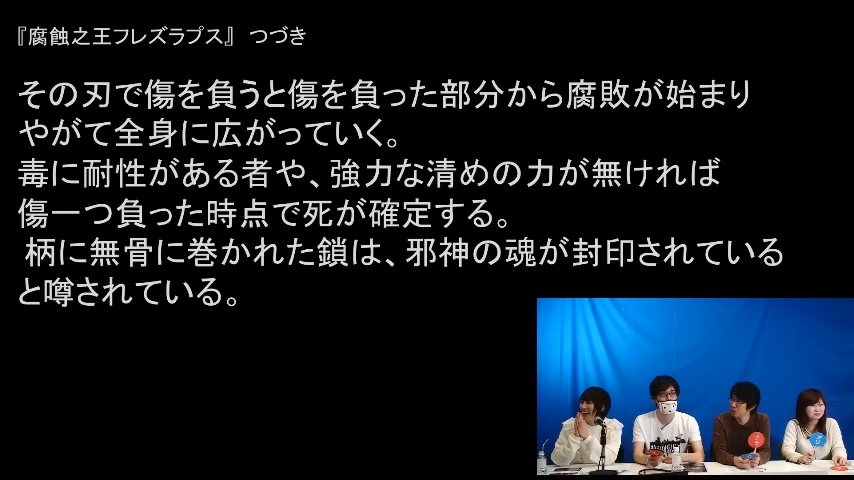 『腐蝕之王フレズラプス』 つづき
その刃で傷を負うと傷を負った部分から腐敗が始まり
やがて全身に広がっていく。
毒に耐性がある者や、強力な清めの力が無ければ
傷一つ負った時点で死が確定する。
柄に無骨に巻かれた鎖は、邪神の魂が封印されている
と噂されている。